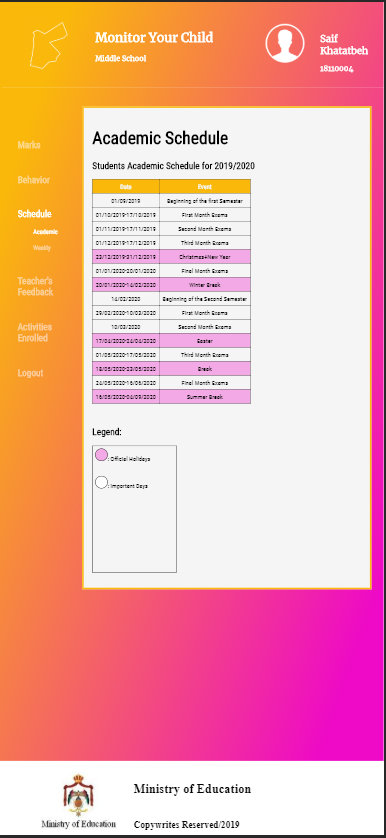 Monitor Your Child
Middle School
Saif
Khatatbeh
18110004
Marks
Behavior
Schedule
Academic
Weekly
Teacher's
Feedback
Activities
Enrolled
Logout
Academic Schedule
Students Academic Schedule for 2019/2020
Date Event
01/09/2019 Beginning of the first Semester
01/10/2019-17/10/2019 First Month Exams
01/11/2019-17/11/2019 Second Month Exams
01/12/2019-17/12/2019 Third Month Exams
23/12/2019-31/12/2019 Christmas+New Year
01/01/2020-20/01/2020 Final Month Exams
20/01/2020-14/02/2020 Winter Break
14/02/2020 Beginning of the Second Semester
29/02/2020-10/03/2020 First Month Exams
10/03/2020 Second Month Exams
17/04/2020-24/04/2020 Easter
01/05/2020-17/05/2020 Third Month Exams
18/05/2020-23/05/2020 Break
24/05/2020-16/06/2020 Final Month Exams
16/05/2020-04/09/2020 Summer Break
Legend:
: Official Holidays
: Important Days
Ministry of Education
Ministry of Education
Copywrites Reserved/2019